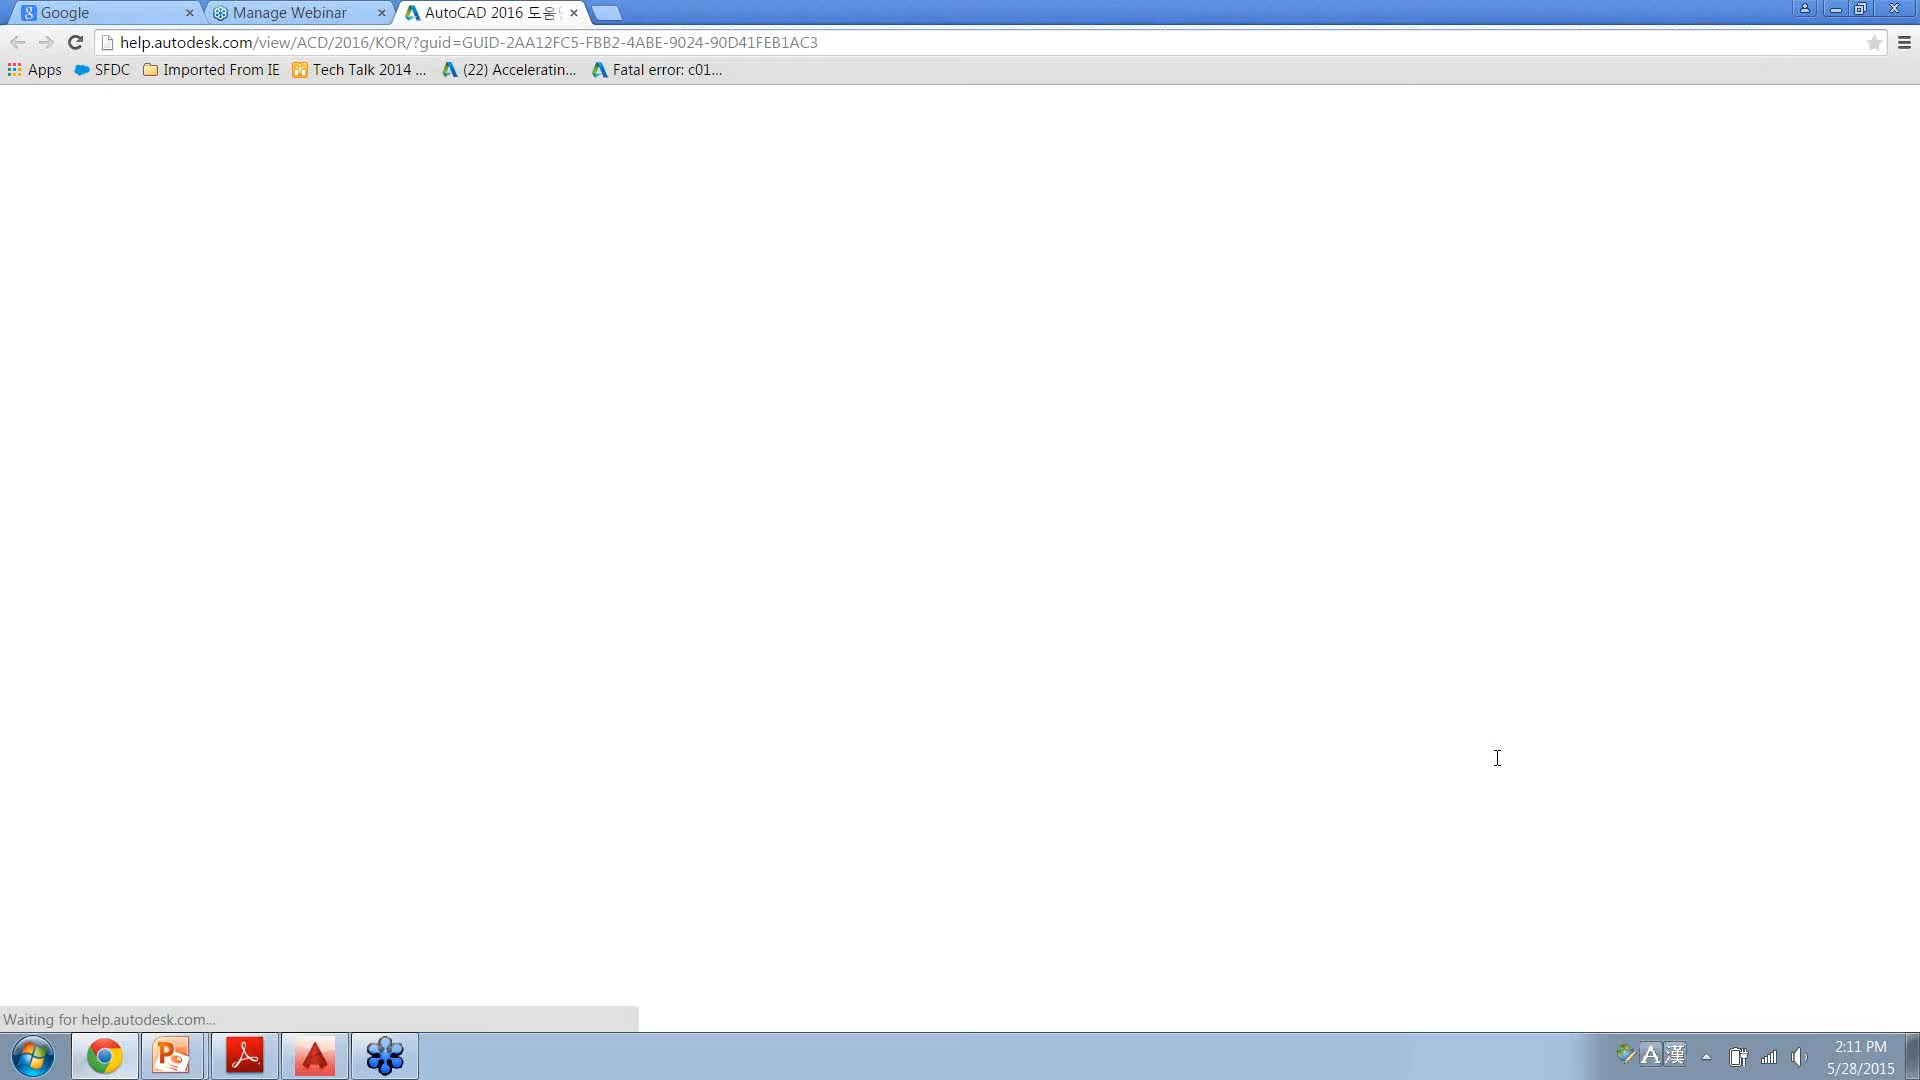 Google
Manage Webinar
AutoCAD 2016 도움
help.autodesk.com/view/ACD/2016/KOR/?guid=GUID-2AA12FC5-FBB2-4ABE-9024-90D41FEB1AC3
Apps
SFDC
Imported From IE
Tech Talk 2014 ...
(22) Acceleratin...
Fatal error: c01...
Waiting for help.autodesk.com...
A 漢
2:11 PM
5/28/2015